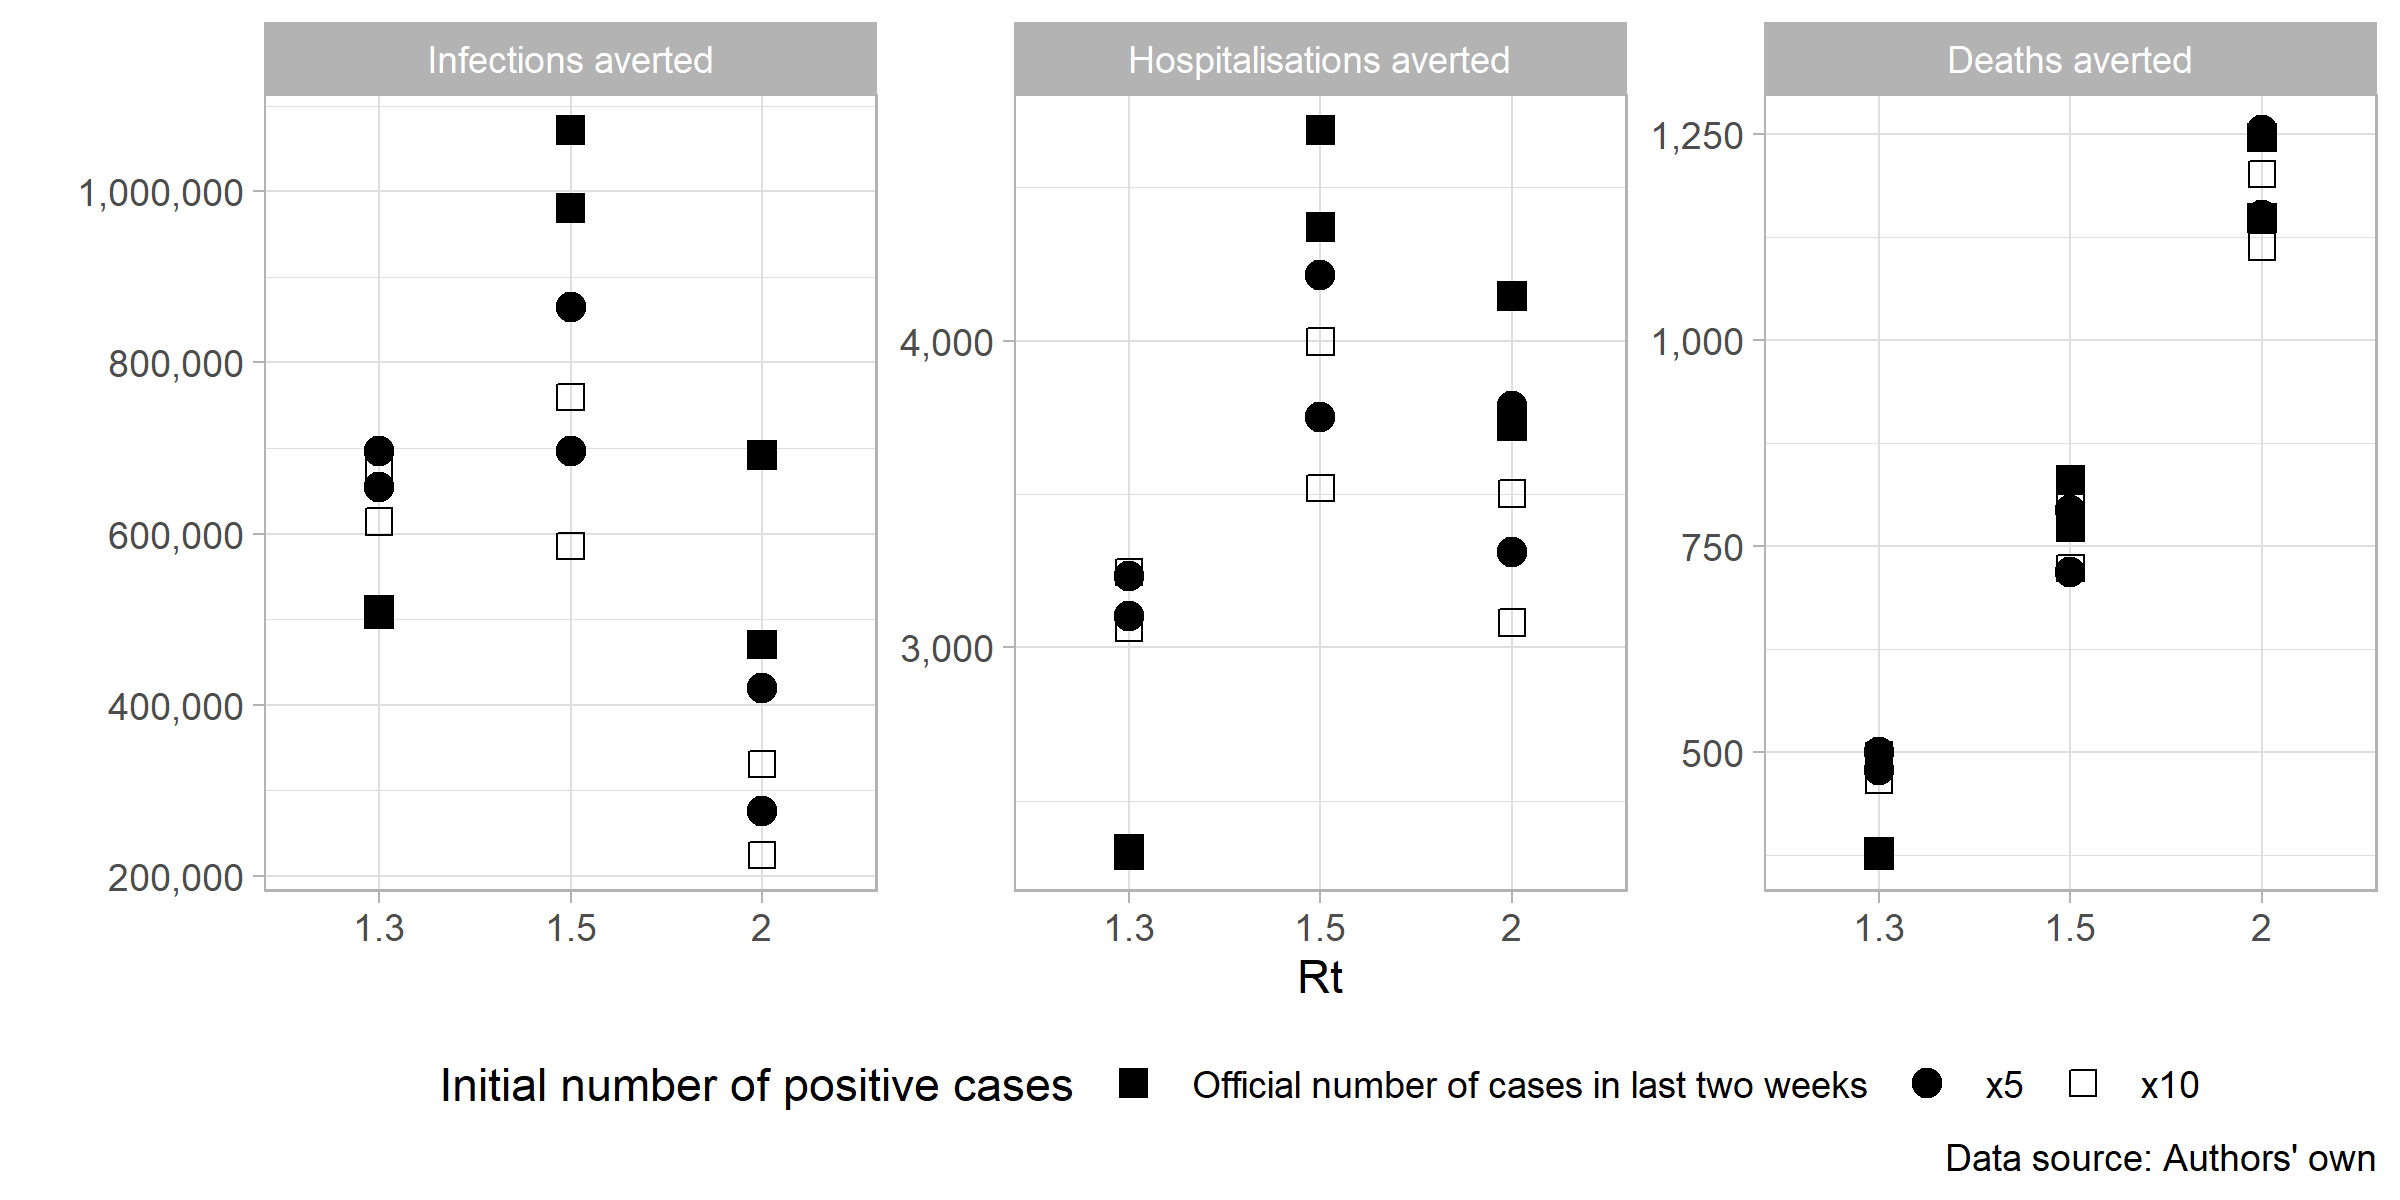 Infections averted
Hospitalisations averted
Deaths averted
1,000,000
800,000
600,000
400,000
200,000
4,000
3,000
1,250
1,000
750
500
1.3 1.5 2
1.3 1.5 2
1.3 1.5 2
Rt
Initial number of positive cases Official number of cases in last two weeks x5 x10
Data source: Authors' own